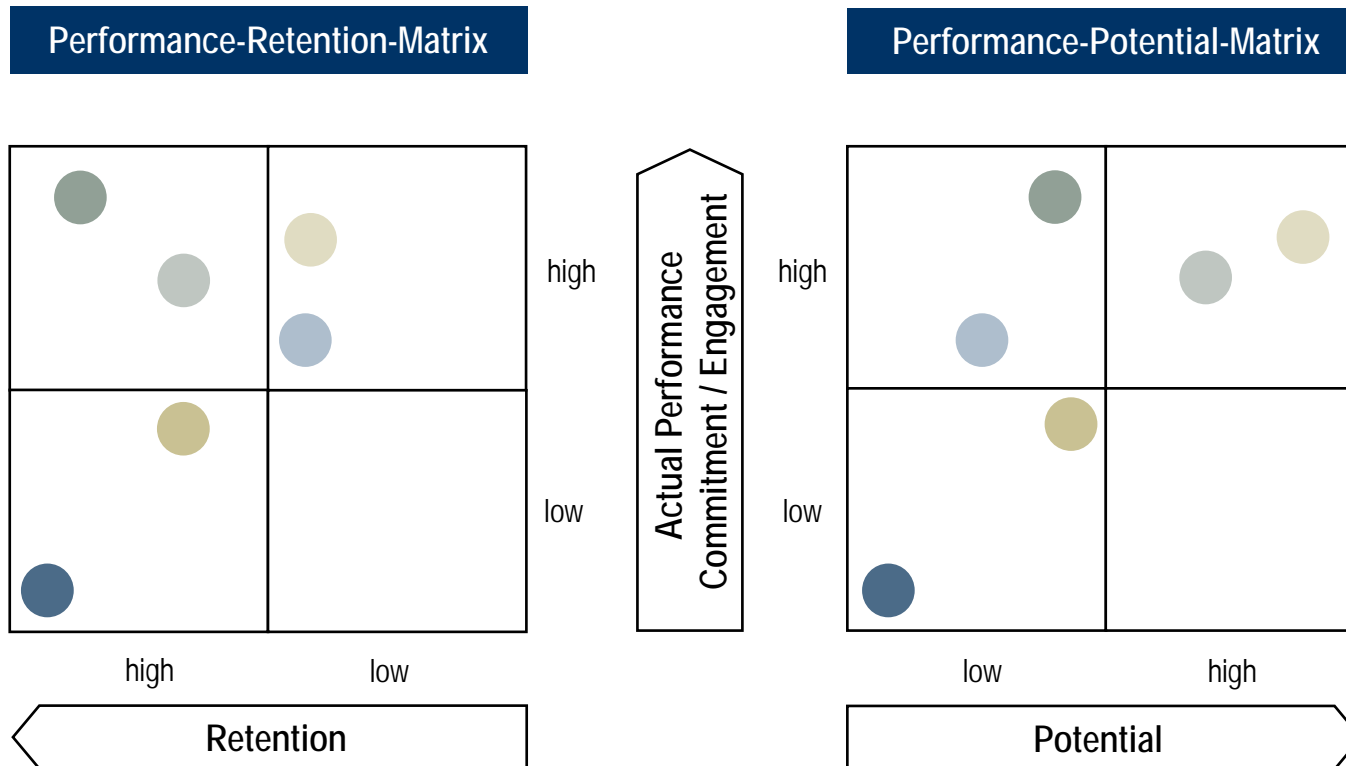 Performance-Retention-Matrix
Performance-Potential-Matrix
high
low
high
low
Retention
Actual Performance
Commitment / Engagement
high
low
low
high
Potential